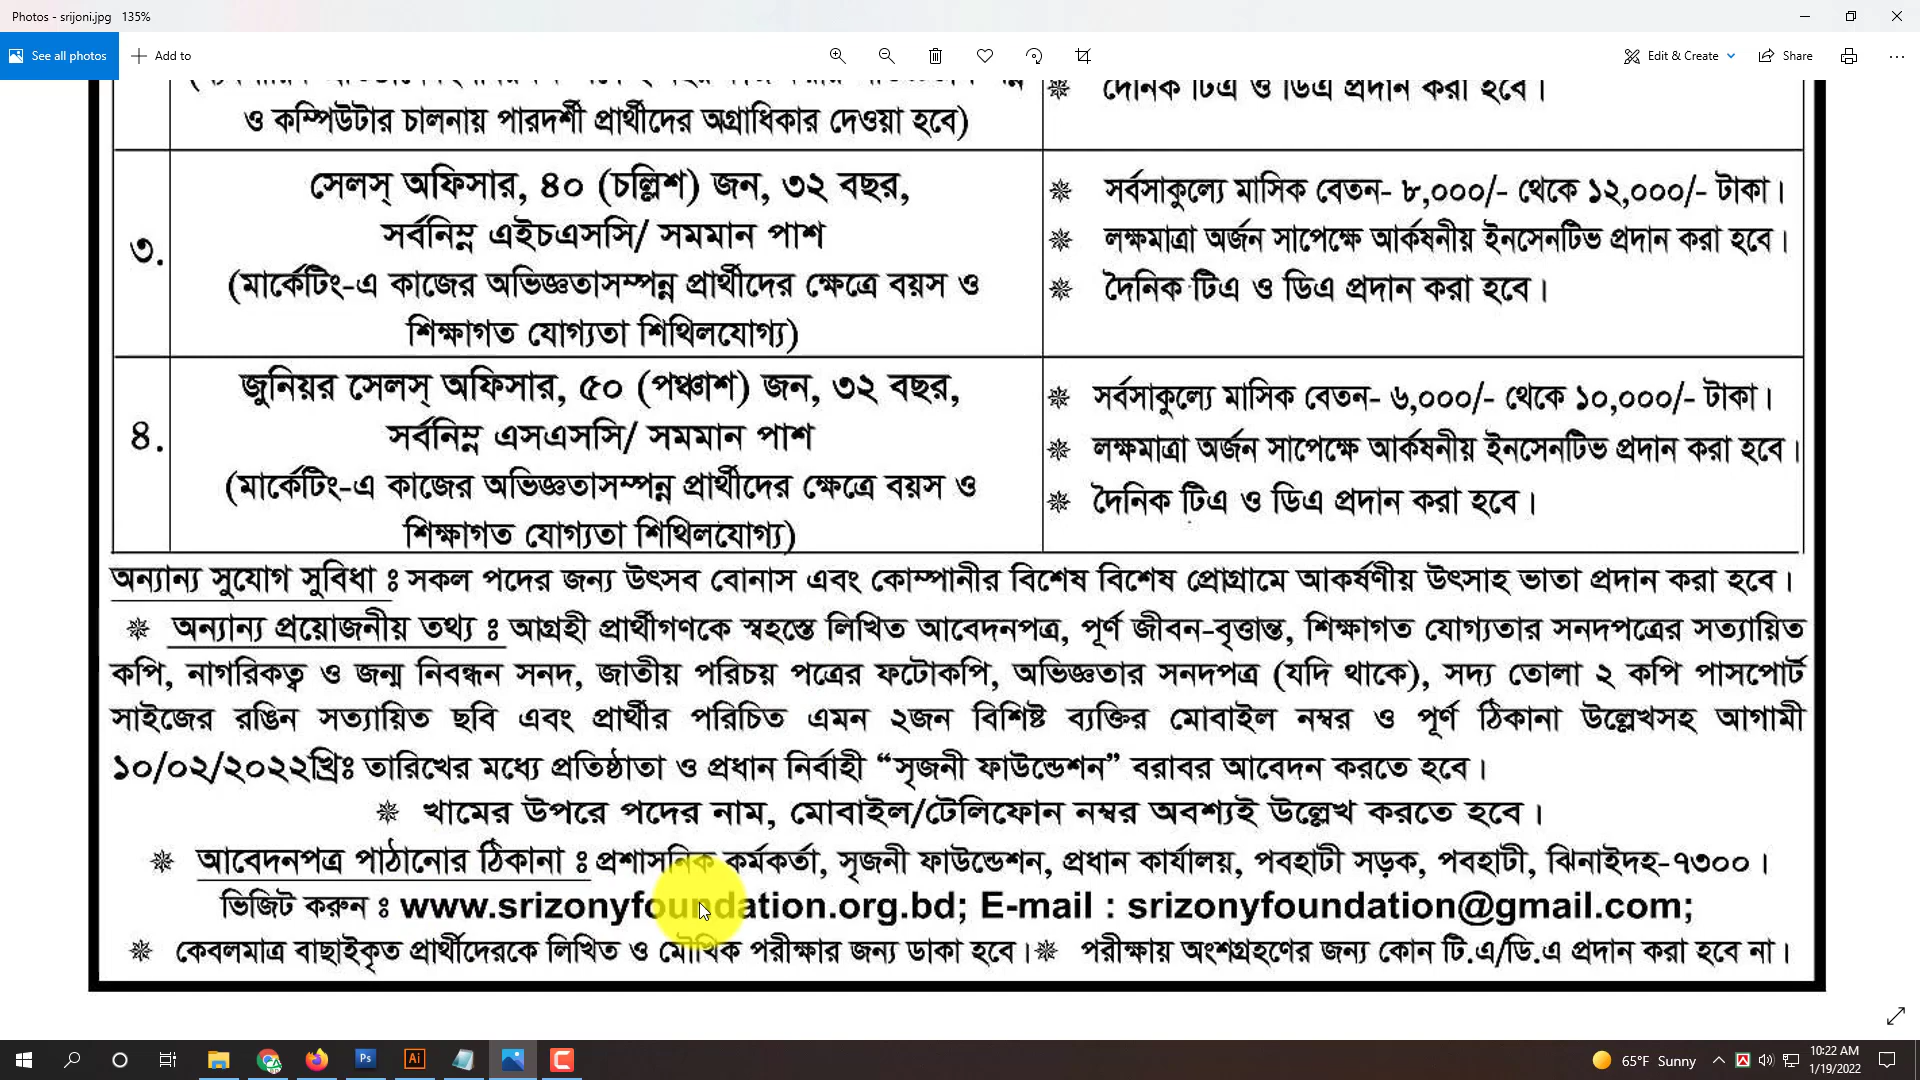 Photos - srijoni.jpg 135%
See all photos
Add to
Edit & Create
Share
দৈনিক টিএ ও ডিএ প্রদান করা হবে।
ও কম্পিউটার চালনায় পারদর্শী প্রার্থীদের অগ্রাধিকার দেওয়া হবে)
৩.
সেলস্ অফিসার, ৪০ (চল্লিশ) জন, ৩২ বছর,
সর্বনিম্ন এইচএসসি/ সমমান পাশ
(মার্কেটিং-এ কাজের অভিজ্ঞতাসম্পন্ন প্রার্থীদের ক্ষেত্রে বয়স ও
শিক্ষাগত যোগ্যতা শিথিলযোগ্য)
সর্বসাকুল্যে মাসিক বেতন- ৮,০০০/- থেকে ১২,০০০/- টাকা।
লক্ষমাত্রা অর্জন সাপেক্ষে আর্কষনীয় ইনসেনটিভ প্রদান করা হবে।
দৈনিক টিএ ও ডিএ প্রদান করা হবে।
৪.
জুনিয়র সেলস্ অফিসার, ৫০ (পঞ্চাশ) জন, ৩২ বছর,
সর্বনিম্ন এসএসসি/ সমমান পাশ
(মার্কেটিং-এ কাজের অভিজ্ঞতাসম্পন্ন প্রার্থীদের ক্ষেত্রে বয়স ও
শিক্ষাগত যোগ্যতা শিথিলযোগ্য)
সর্বসাকুল্যে মাসিক বেতন- ৬,০০০/- থেকে ১০,০০০/- টাকা।
লক্ষমাত্রা অর্জন সাপেক্ষে আর্কষনীয় ইনসেনটিভ প্রদান করা হবে।
দৈনিক টিএ ও ডিএ প্রদান করা হবে।
অন্যান্য সুযোগ সুবিধা ঃ সকল পদের জন্য উৎসব বোনাস এবং কোম্পানীর বিশেষ বিশেষ প্রোগ্রামে আকর্ষণীয় উৎসাহ ভাতা প্রদান করা হবে।
অন্যান্য প্রয়োজনীয় তথ্য ঃ আগ্রহী প্রার্থীগণকে স্বহস্তে লিখিত আবেদনপত্র, পূর্ণ জীবন-বৃত্তান্ত, শিক্ষাগত যোগ্যতার সনদপত্রের সত্যায়িত
কপি, নাগরিকত্ব ও জন্ম নিবন্ধন সনদ, জাতীয় পরিচয় পত্রের ফটোকপি, অভিজ্ঞতার সনদপত্র (যদি থাকে), সদ্য তোলা ২ কপি পাসপোর্ট
সাইজের রঙিন সত্যায়িত ছবি এবং প্রার্থীর পরিচিত এমন ২জন বিশিষ্ট ব্যক্তির মোবাইল নম্বর ও পূর্ণ ঠিকানা উল্লেখসহ আগামী
১০/০২/২০২২খ্রিঃ তারিখের মধ্যে প্রতিষ্ঠাতা ও প্রধান নির্বাহী “সৃজনী ফাউন্ডেশন” বরাবর আবেদন করতে হবে।
খামের উপরে পদের নাম, মোবাইল/টেলিফোন নম্বর অবশ্যই উল্লেখ করতে হবে।
আবেদনপত্র পাঠানোর ঠিকানা ঃ প্রশাসনিক কর্মকর্তা, সৃজনী ফাউন্ডেশন, প্রধান কার্যালয়, পবহাটী সড়ক, পবহাটী, ঝিনাইদহ-৭৩০০।
ভিজিট করুন ঃ www.srizonyfoundation.org.bd; E-mail : srizonyfoundation@gmail.com;
কেবলমাত্র বাছাইকৃত প্রার্থীদেরকে লিখিত ও মৌখিক পরীক্ষার জন্য ডাকা হবে। পরীক্ষায় অংশগ্রহণের জন্য কোন টি.এ/ডি.এ প্রদান করা হবে না।
65°F Sunny
10:22 AM
1/19/2022